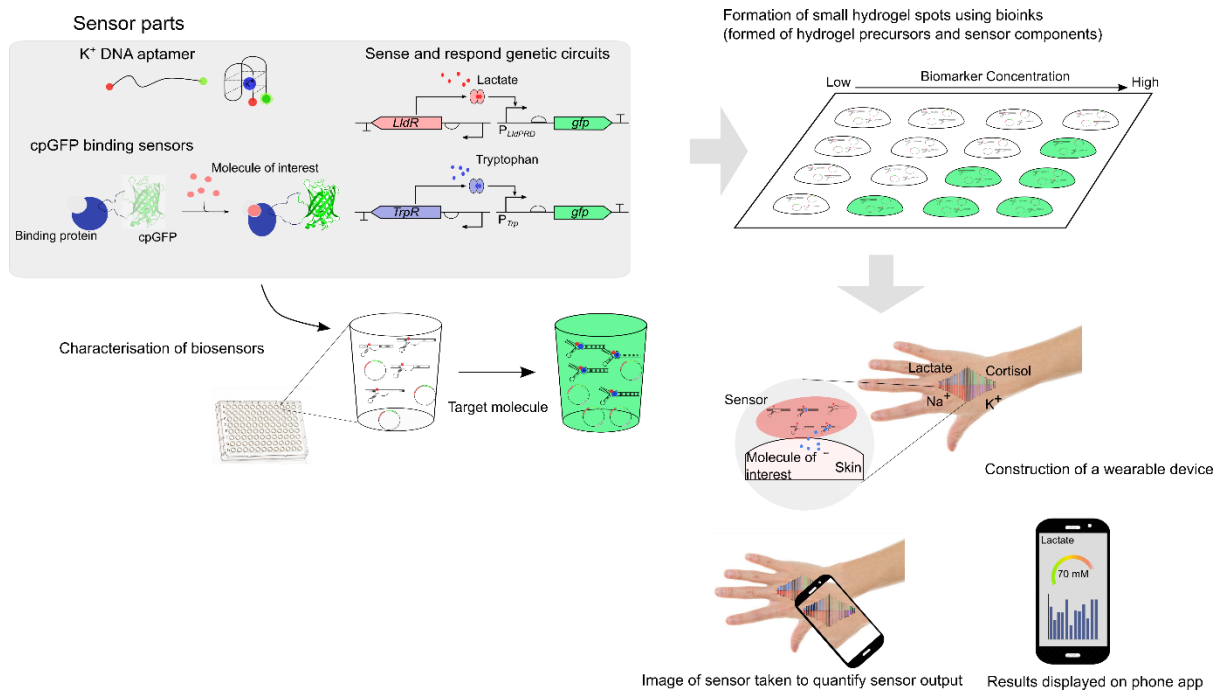 Sensor parts
K⁺ DNA aptamer
K⁺
cpGFP binding sensors
Molecule of interest
Binding protein
cpGFP
Sense and respond genetic circuits
Lactate
LldR
P_LldPRD
gfp
Tryptophan
TrpR
P_Trp
gfp
Formation of small hydrogel spots using bioinks
(formed of hydrogel precursors and sensor components)
Low
Biomarker Concentration
High
Characterisation of biosensors
Target molecule
Lactate
Cortisol
Na⁺
K⁺
Sensor
Molecule of
interest
Skin
Construction of a wearable device
Lactate
70 mM
Image of sensor taken to quantify sensor output
Results displayed on phone app